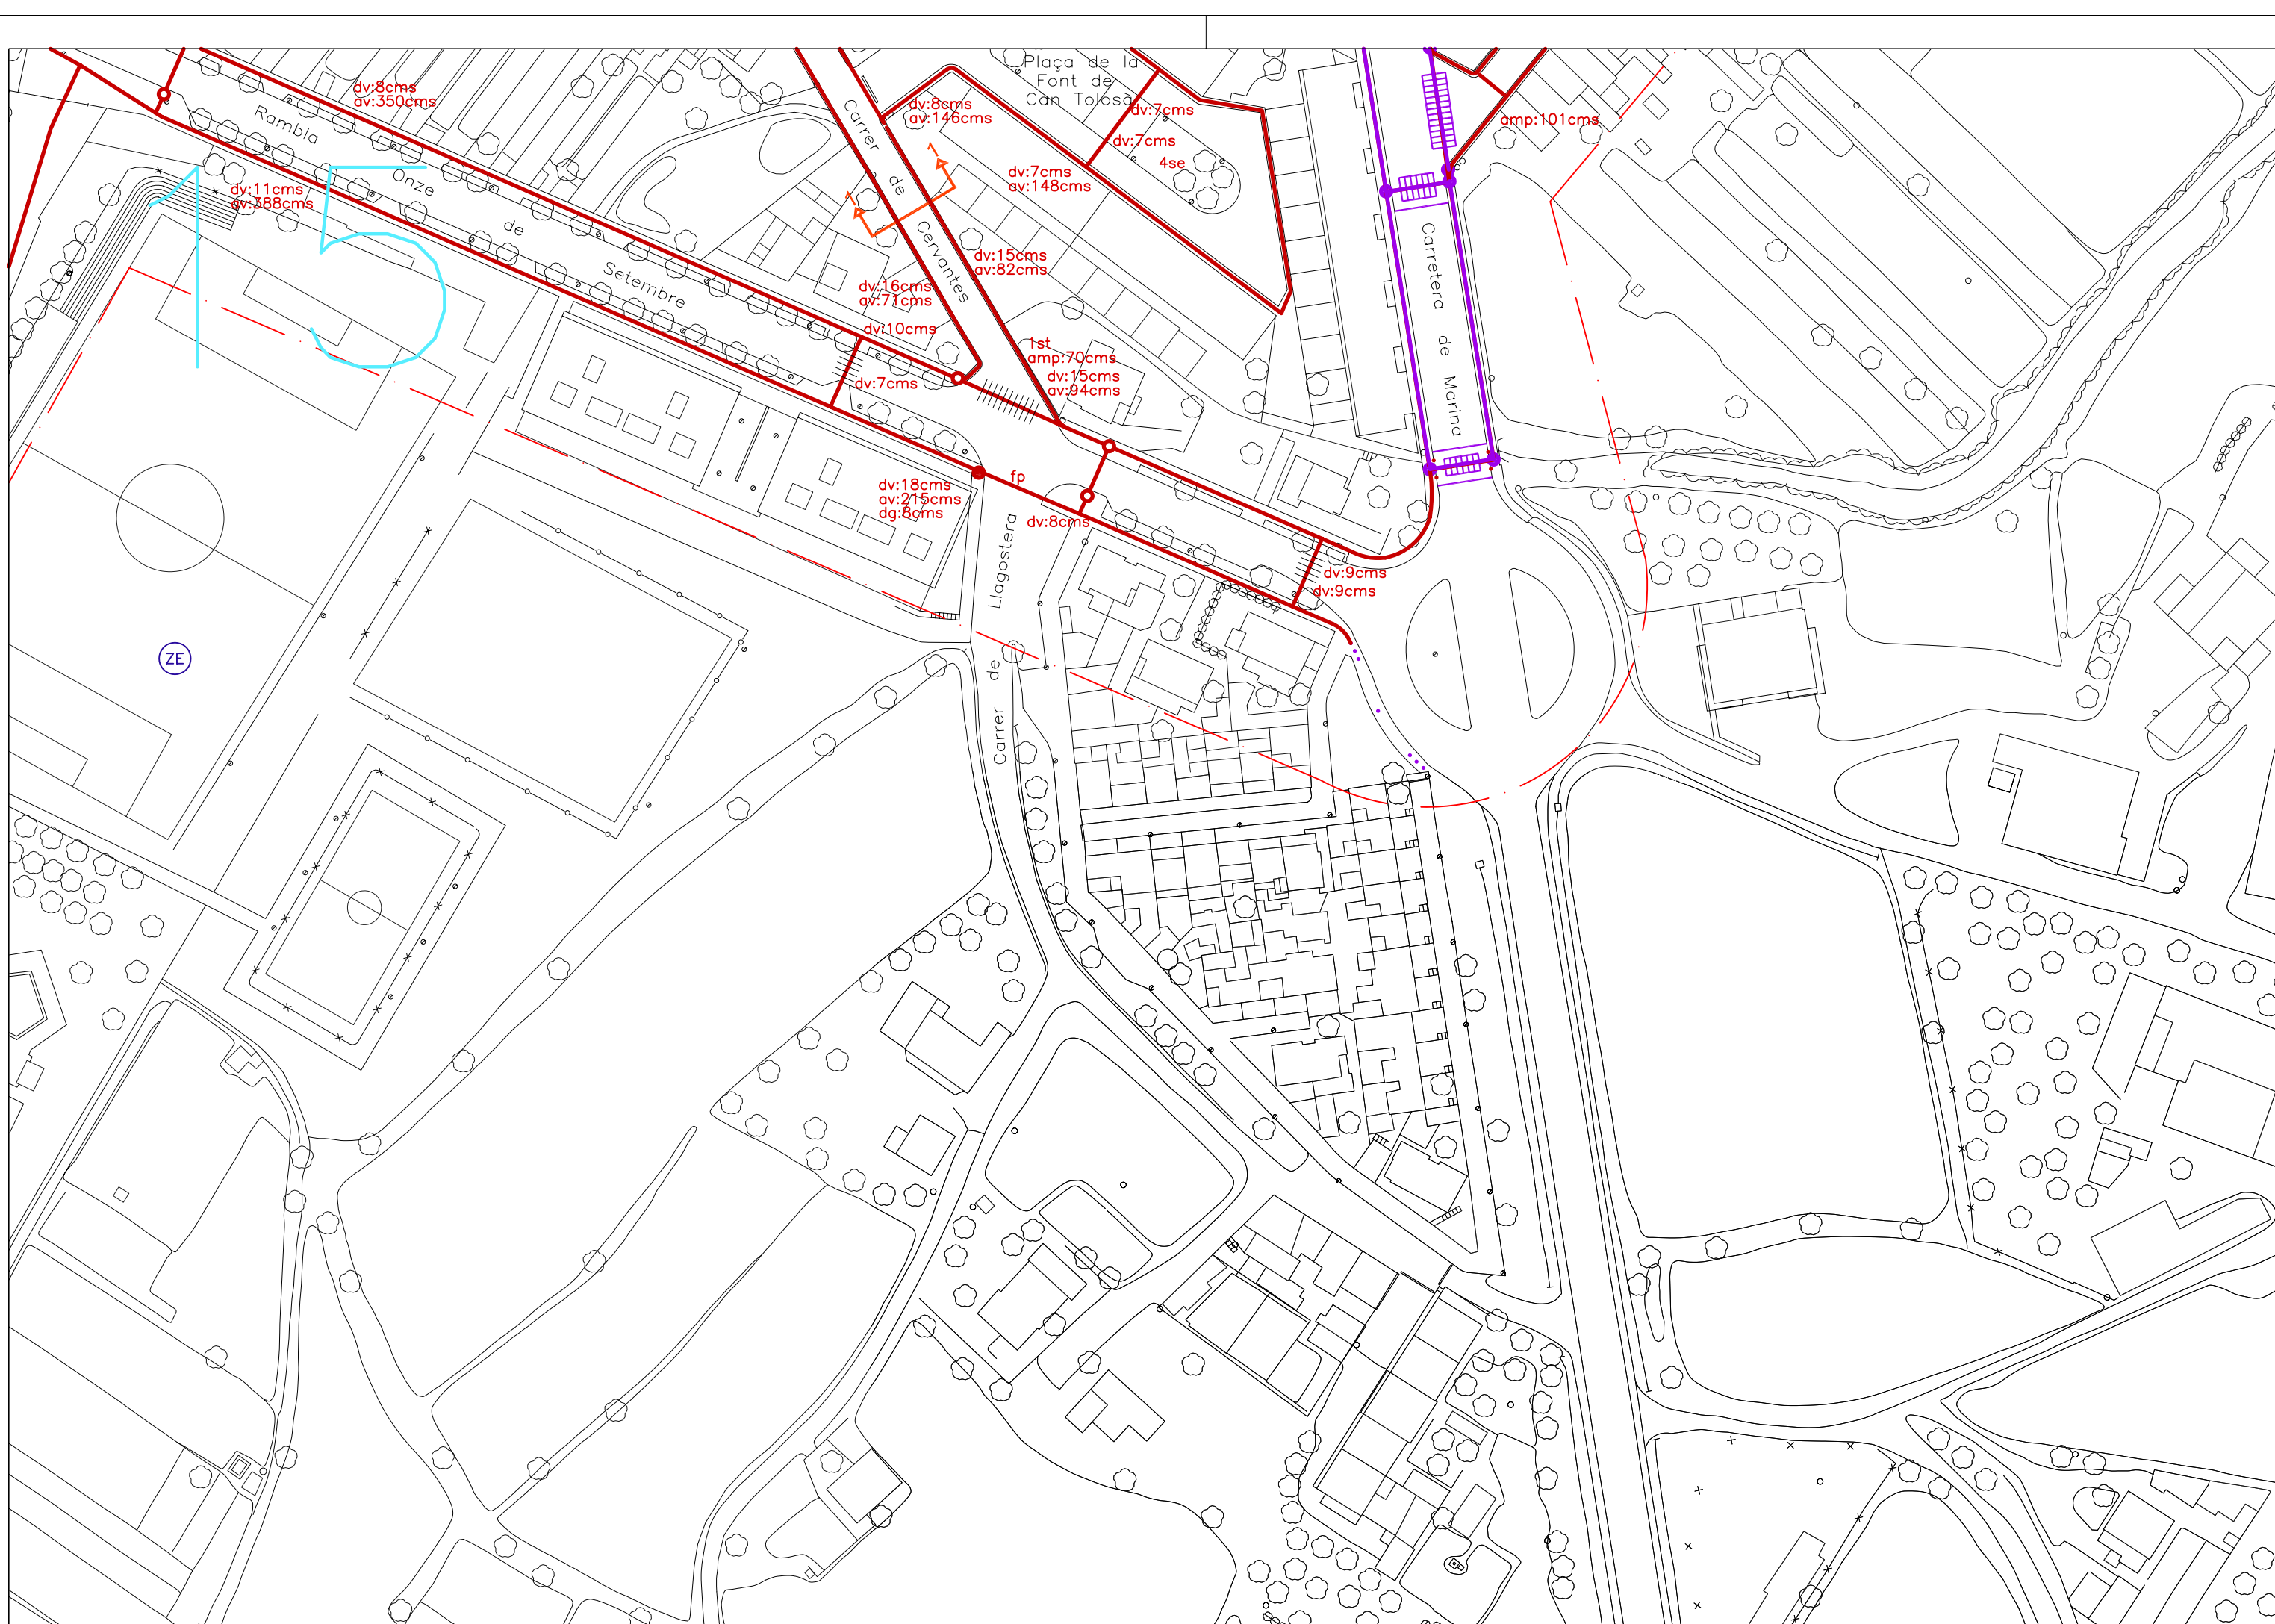 Plaça de la
Font de
Can Tolosà
dv:8cms
av:350cms
Rambla
Onze
de
Setembre
dv:11cms
av:388cms
15
Carrer
de
Cervantes
dv:8cms
av:146cms
dv:7cms
dv:7cms
4se
dv:7cms
av:148cms
amp:101cms
1
1
dv:15cms
av:82cms
dv:16cms
av:71cms
dv:10cms
dv:7cms
1st
amp:70cms
dv:15cms
av:94cms
Carretera
de
Marina
dv:18cms
av:215cms
dg:8cms
fp
dv:8cms
dv:9cms
dv:9cms
Carrer de Llagostera
ZE